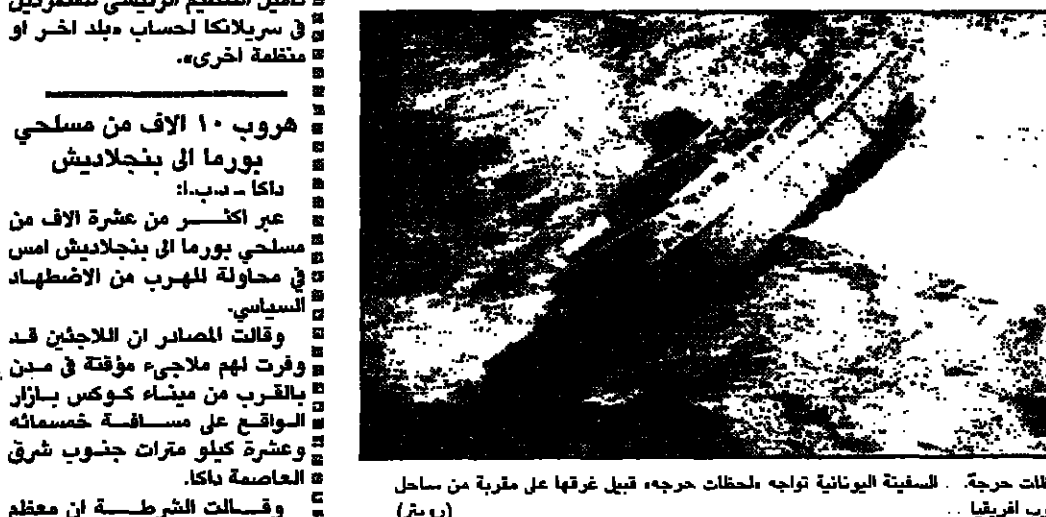 في سريلانكا لحساب «بلد اخر او
منظمة اخرى».
هروب ١٠ الاف من مسلحي
بورما الى بنجلاديش
داكا ـ د.ب.ا:
عبر اكثر من عشرة الاف من
مسلحي بورما الى بنجلاديش امس
في محاولة للهرب من الاضطهاد
السياسي.
وقالت المصادر ان اللاجئين قد
وفرت لهم ملاجىء مؤقتة في مدن
بالقرب من ميناء كوكس بازار
الواقع على مسافة خمسمائه
وعشرة كيلو مترات جنوب شرق
العاصمة داكا.
وقالت الشرطة ان معظم
حرجة. . السفينة اليونانية تواجه «لحظات حرجه» قبيل غرقها على مقربة من ساحل
افريقيا . . (رويتر)